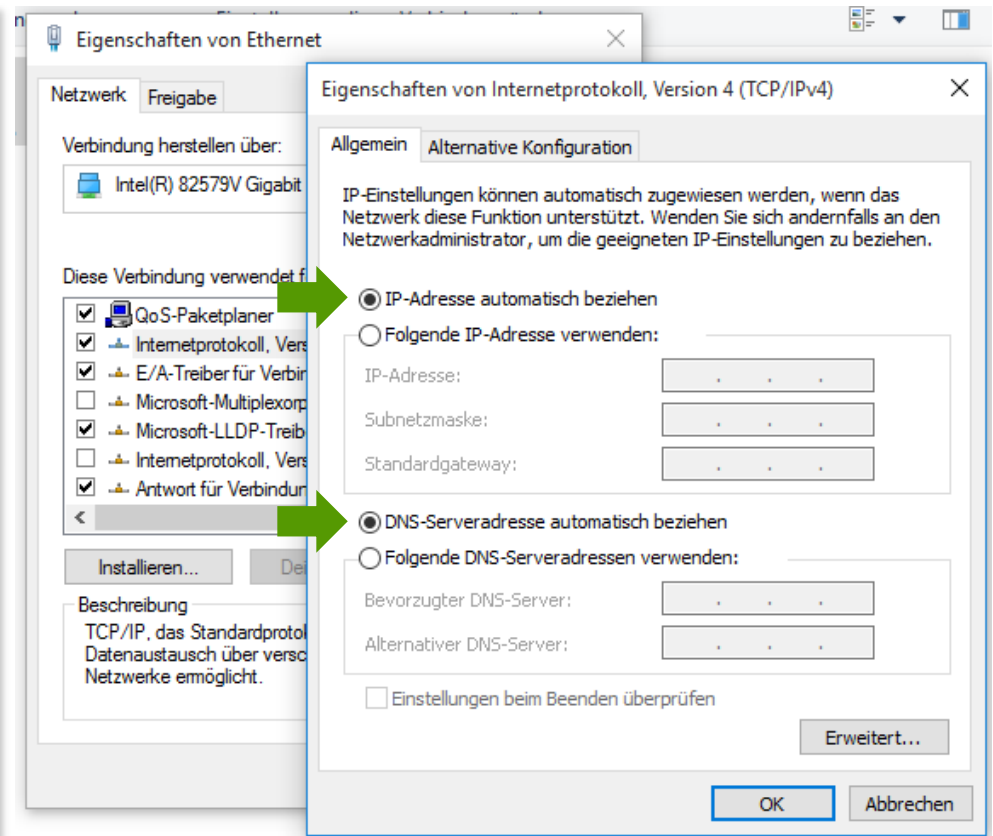 Eigenschaften von Ethernet
Netzwerk
Freigabe
Verbindung herstellen über:
Intel(R) 82579V Gigabit
Diese Verbindung verwendet f
QoS-Paketplaner
Internetprotokoll, Vers
E/A-Treiber für Verbin
Microsoft-Multiplexorp
Microsoft-LLDP-Treib
Internetprotokoll, Vers
Antwort für Verbindun
Installieren...
Dei
Beschreibung
TCP/IP, das Standardprotok
Datenaustausch über versc
Netzwerke ermöglicht.
Eigenschaften von Internetprotokoll, Version 4 (TCP/IPv4)
Allgemein
Alternative Konfiguration
IP-Einstellungen können automatisch zugewiesen werden, wenn das
Netzwerk diese Funktion unterstützt. Wenden Sie sich andernfalls an den
Netzwerkadministrator, um die geeigneten IP-Einstellungen zu beziehen.
IP-Adresse automatisch beziehen
Folgende IP-Adresse verwenden:
IP-Adresse:
Subnetzmaske:
Standardgateway:
DNS-Serveradresse automatisch beziehen
Folgende DNS-Serveradressen verwenden:
Bevorzugter DNS-Server:
Alternativer DNS-Server:
Einstellungen beim Beenden überprüfen
Erweitert...
OK
Abbrechen